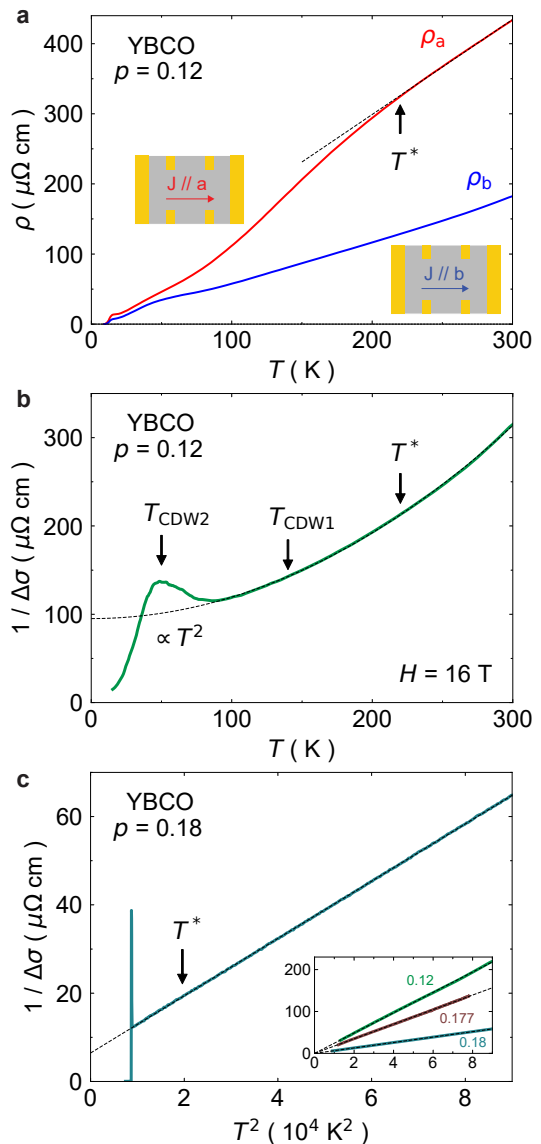 a
YBCO
p = 0.12
ρa
T*
J // a
ρb
J // b
ρ ( μΩ cm )
400
300
200
100
0
0 100 200 300
T ( K )
b
YBCO
p = 0.12
T*
TCDW2
TCDW1
∝ T²
H = 16 T
1 / Δσ ( μΩ cm )
300
200
100
0
0 100 200 300
T ( K )
c
YBCO
p = 0.18
T*
1 / Δσ ( μΩ cm )
60
40
20
0
200
100
0
0.12
0.177
0.18
0 2 4 6 8
2 4 6 8
T² ( 10⁴ K² )